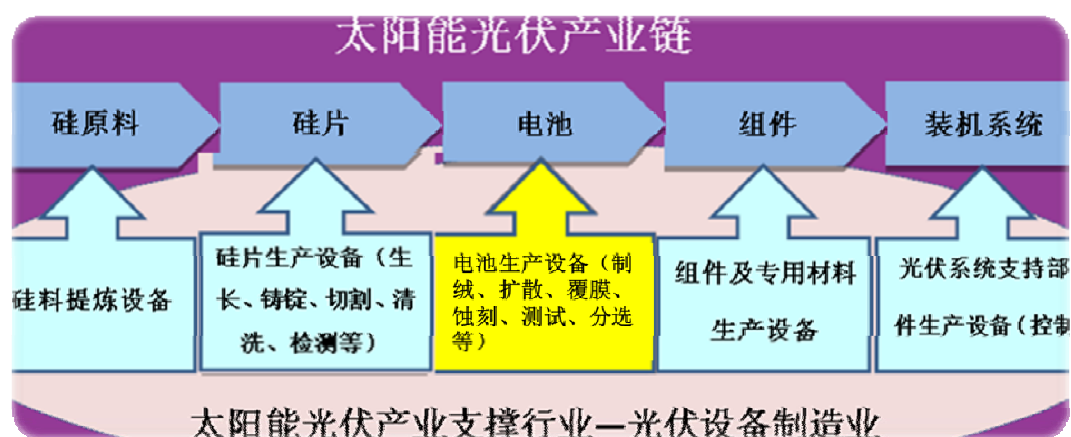 太阳能光伏产业链
硅原料
硅片
电池
组件
装机系统
硅料提炼设备
硅片生产设备（生
长、铸锭、切割、清
洗、检测等）
电池生产设备（制
绒、扩散、覆膜、
蚀刻、测试、分选
等）
组件及专用材料
生产设备
光伏系统支持部
件生产设备(控制
太阳能光伏产业支撑行业—光伏设备制造业